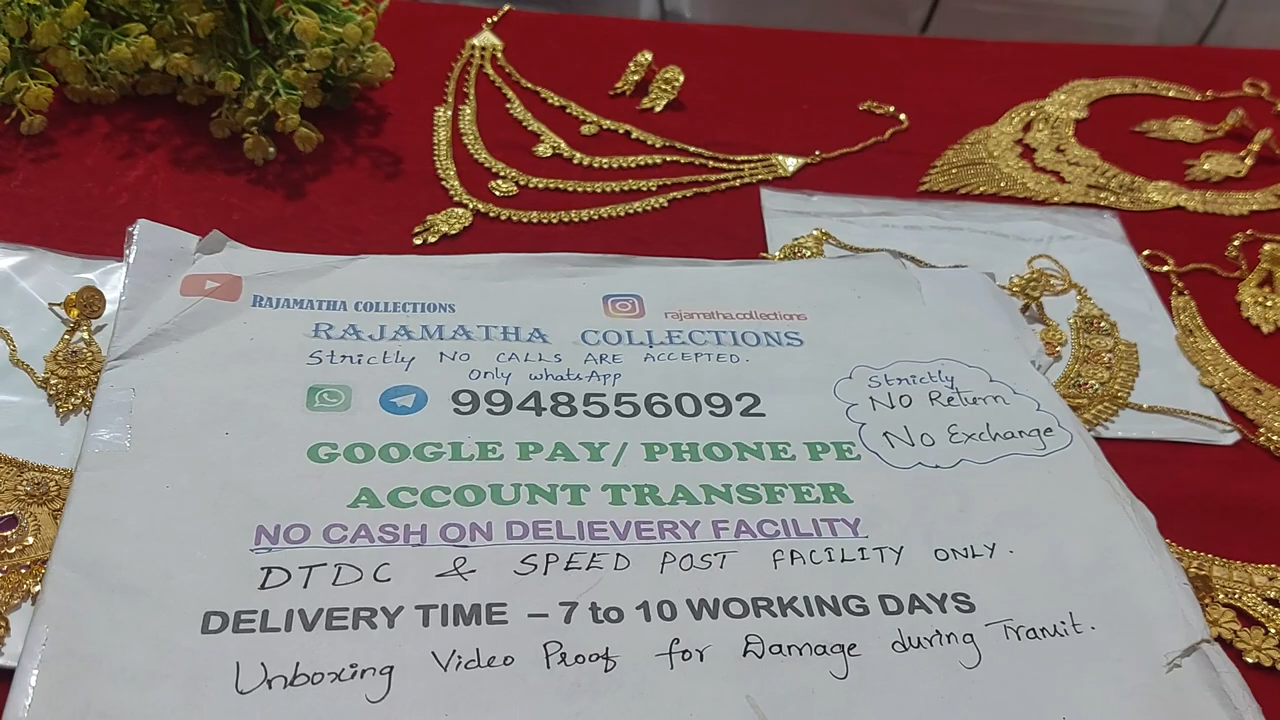 RAJAMATHA COLLECTIONS
rajamatha.collections
RAJAMATHA COLLECTIONS
Strictly NO CALLS ARE ACCEPTED.
Only whatsApp
9948556092
Strictly
NO Return
No Exchange
GOOGLE PAY/ PHONE PE
ACCOUNT TRANSFER
NO CASH ON DELIEVERY FACILITY
DTDC & SPEED POST FACILITY ONLY.
DELIVERY TIME – 7 to 10 WORKING DAYS
Unboxing Video Proof for Damage during Transit.